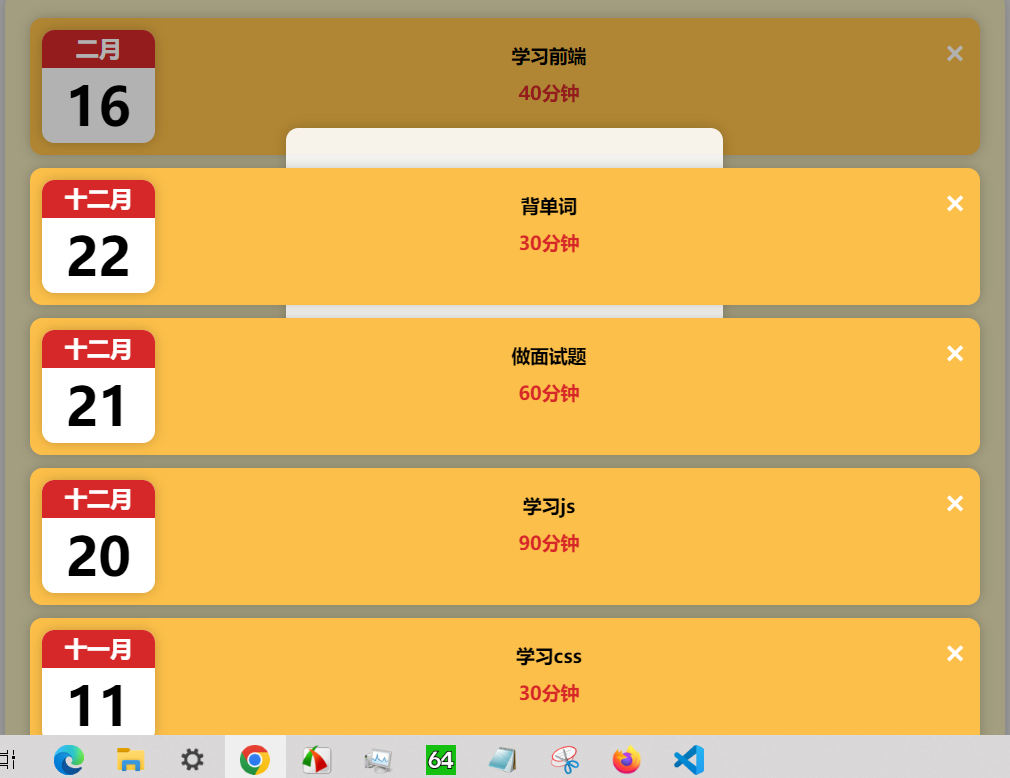 二月
16
学习前端
40分钟
×
十二月
22
背单词
30分钟
×
十二月
21
做面试题
60分钟
×
十二月
20
学习js
90分钟
×
十一月
11
学习css
30分钟
×
64